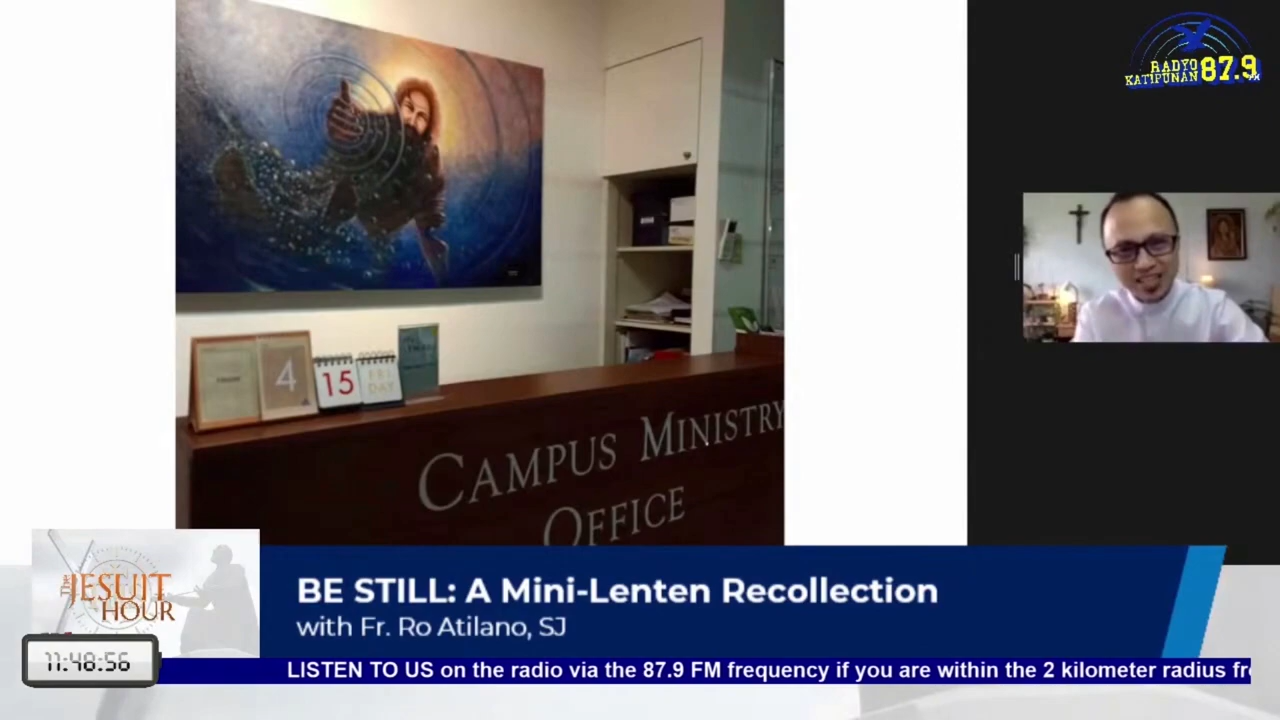 RADYO
KATIPUNAN 87.9
4
15
FRI
DAY
CAMPUS MINISTRY
OFFICE
The
JESUIT
HOUR
BE STILL: A Mini-Lenten Recollection
with Fr. Ro Atilano, SJ
11:48:56
LISTEN TO US on the radio via the 87.9 FM frequency if you are within the 2 kilometer radius fr